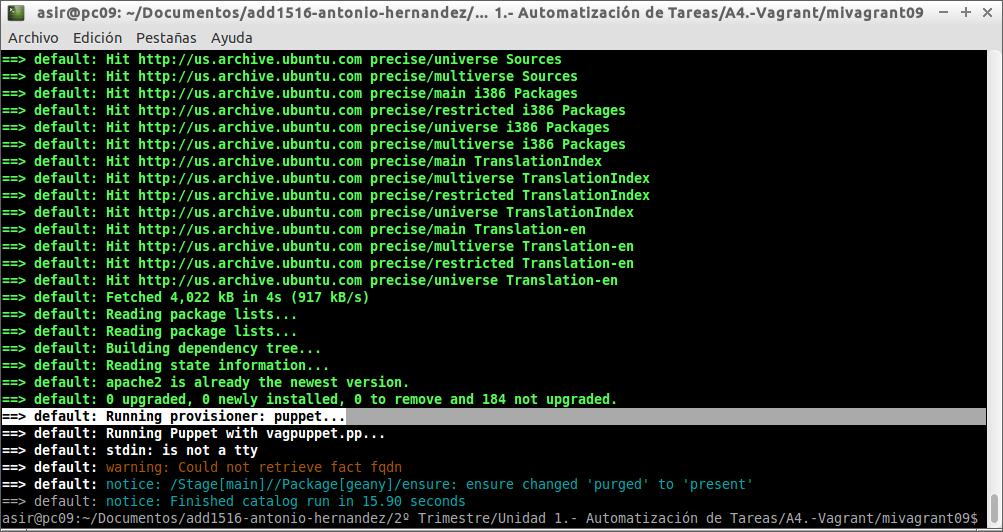 asir@pc09: ~/Documentos/add1516-antonio-hernandez/... 1.- Automatización de Tareas/A4.-Vagrant/mivagrant09
Archivo Edición Pestañas Ayuda
==> default: Hit http://us.archive.ubuntu.com precise/universe Sources
==> default: Hit http://us.archive.ubuntu.com precise/multiverse Sources
==> default: Hit http://us.archive.ubuntu.com precise/main i386 Packages
==> default: Hit http://us.archive.ubuntu.com precise/restricted i386 Packages
==> default: Hit http://us.archive.ubuntu.com precise/universe i386 Packages
==> default: Hit http://us.archive.ubuntu.com precise/multiverse i386 Packages
==> default: Hit http://us.archive.ubuntu.com precise/main TranslationIndex
==> default: Hit http://us.archive.ubuntu.com precise/multiverse TranslationIndex
==> default: Hit http://us.archive.ubuntu.com precise/restricted TranslationIndex
==> default: Hit http://us.archive.ubuntu.com precise/universe TranslationIndex
==> default: Hit http://us.archive.ubuntu.com precise/main Translation-en
==> default: Hit http://us.archive.ubuntu.com precise/multiverse Translation-en
==> default: Hit http://us.archive.ubuntu.com precise/restricted Translation-en
==> default: Hit http://us.archive.ubuntu.com precise/universe Translation-en
==> default: Fetched 4,022 kB in 4s (917 kB/s)
==> default: Reading package lists...
==> default: Reading package lists...
==> default: Building dependency tree...
==> default: Reading state information...
==> default: apache2 is already the newest version.
==> default: 0 upgraded, 0 newly installed, 0 to remove and 184 not upgraded.
==> default: Running provisioner: puppet...
==> default: Running Puppet with vagpuppet.pp...
==> default: stdin: is not a tty
==> default: warning: Could not retrieve fact fqdn
==> default: notice: /Stage[main]//Package[geany]/ensure: ensure changed 'purged' to 'present'
==> default: notice: Finished catalog run in 15.90 seconds
asir@pc09:~/Documentos/add1516-antonio-hernandez/2º Trimestre/Unidad 1.- Automatización de Tareas/A4.-Vagrant/mivagrant09$